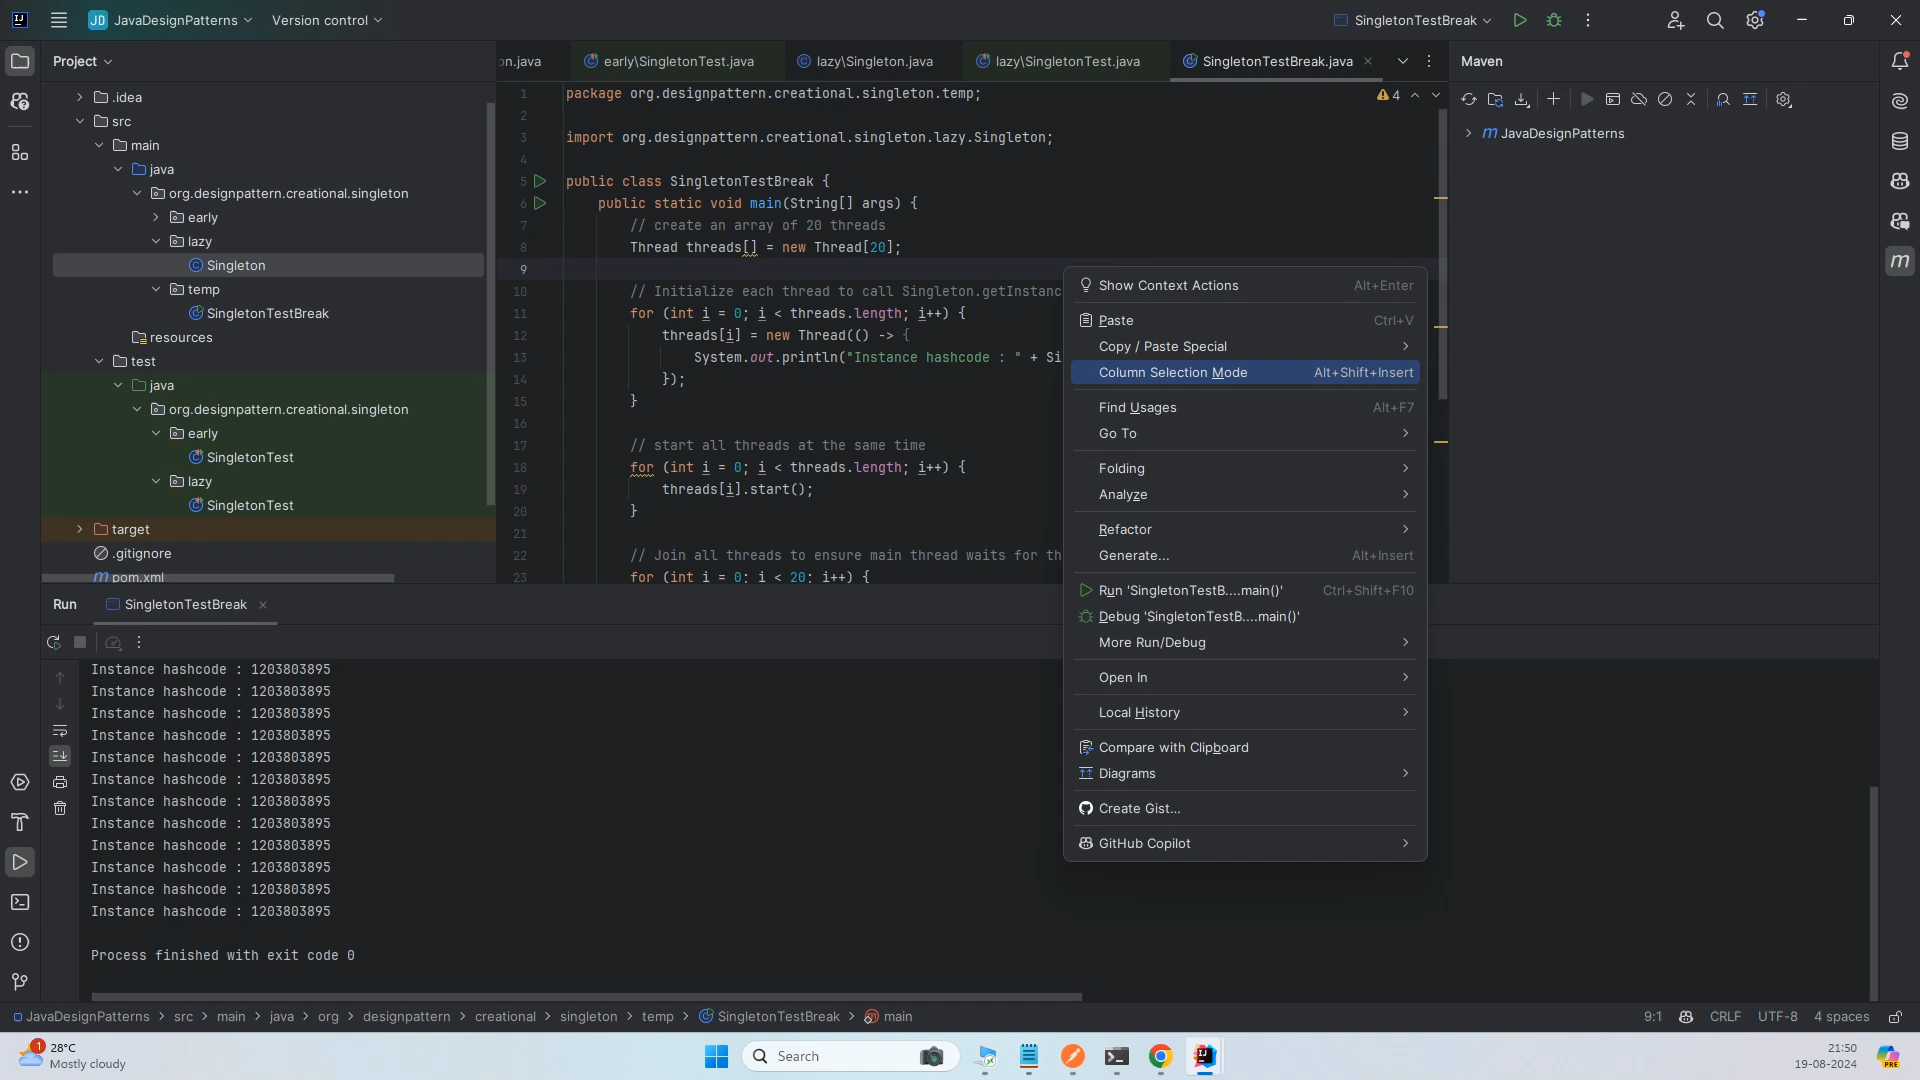 JD JavaDesignPatterns Version control SingletonTestBreak
Project
on.java early\SingletonTest.java lazy\Singleton.java lazy\SingletonTest.java SingletonTestBreak.java
Maven
.idea
src
main
java
org.designpattern.creational.singleton
early
lazy
Singleton
temp
SingletonTestBreak
resources
test
java
org.designpattern.creational.singleton
early
SingletonTest
lazy
SingletonTest
target
.gitignore
pom.xml
4
1 package org.designpattern.creational.singleton.temp;
2
3 import org.designpattern.creational.singleton.lazy.Singleton;
4
5 public class SingletonTestBreak {
6 public static void main(String[] args) {
7 // create an array of 20 threads
8 Thread threads[] = new Thread[20];
9
10 // Initialize each thread to call Singleton.getInstanc
11 for (int i = 0; i < threads.length; i++) {
12 threads[i] = new Thread(() -> {
13 System.out.println("Instance hashcode : " + Si
14 });
15 }
16
17 // start all threads at the same time
18 for (int i = 0; i < threads.length; i++) {
19 threads[i].start();
20 }
21
22 // Join all threads to ensure main thread waits for th
23 for (int i = 0; i < 20; i++) {
m JavaDesignPatterns
m
Show Context Actions Alt+Enter
Paste Ctrl+V
Copy / Paste Special
Column Selection Mode Alt+Shift+Insert
Find Usages Alt+F7
Go To
Folding
Analyze
Refactor
Generate... Alt+Insert
Run 'SingletonTestB....main()' Ctrl+Shift+F10
Debug 'SingletonTestB....main()'
More Run/Debug
Open In
Local History
Compare with Clipboard
Diagrams
Create Gist...
GitHub Copilot
Run SingletonTestBreak
Instance hashcode : 1203803895
Instance hashcode : 1203803895
Instance hashcode : 1203803895
Instance hashcode : 1203803895
Instance hashcode : 1203803895
Instance hashcode : 1203803895
Instance hashcode : 1203803895
Instance hashcode : 1203803895
Instance hashcode : 1203803895
Instance hashcode : 1203803895
Instance hashcode : 1203803895
Instance hashcode : 1203803895
Process finished with exit code 0
JavaDesignPatterns > src > main > java > org > designpattern > creational > singleton > temp > SingletonTestBreak > main
9:1 CRLF UTF-8 4 spaces
1 28°C
Mostly cloudy
Search
21:50
19-08-2024
PRE